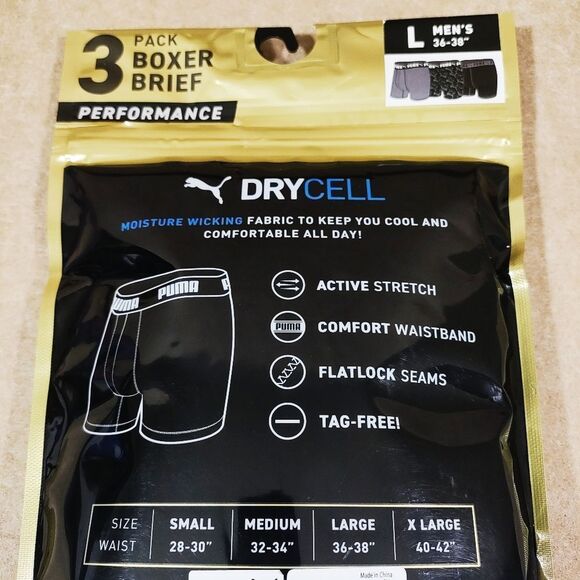 3 PACK
BOXER
BRIEF
PERFORMANCE
L MEN'S
36-38"
DRYCELL
MOISTURE WICKING FABRIC TO KEEP YOU COOL AND
COMFORTABLE ALL DAY!
PUMA
ACTIVE STRETCH
PUMA COMFORT WAISTBAND
FLATLOCK SEAMS
TAG-FREE!
SIZE SMALL MEDIUM LARGE X LARGE
WAIST 28-30" 32-34" 36-38" 40-42"
Made in China